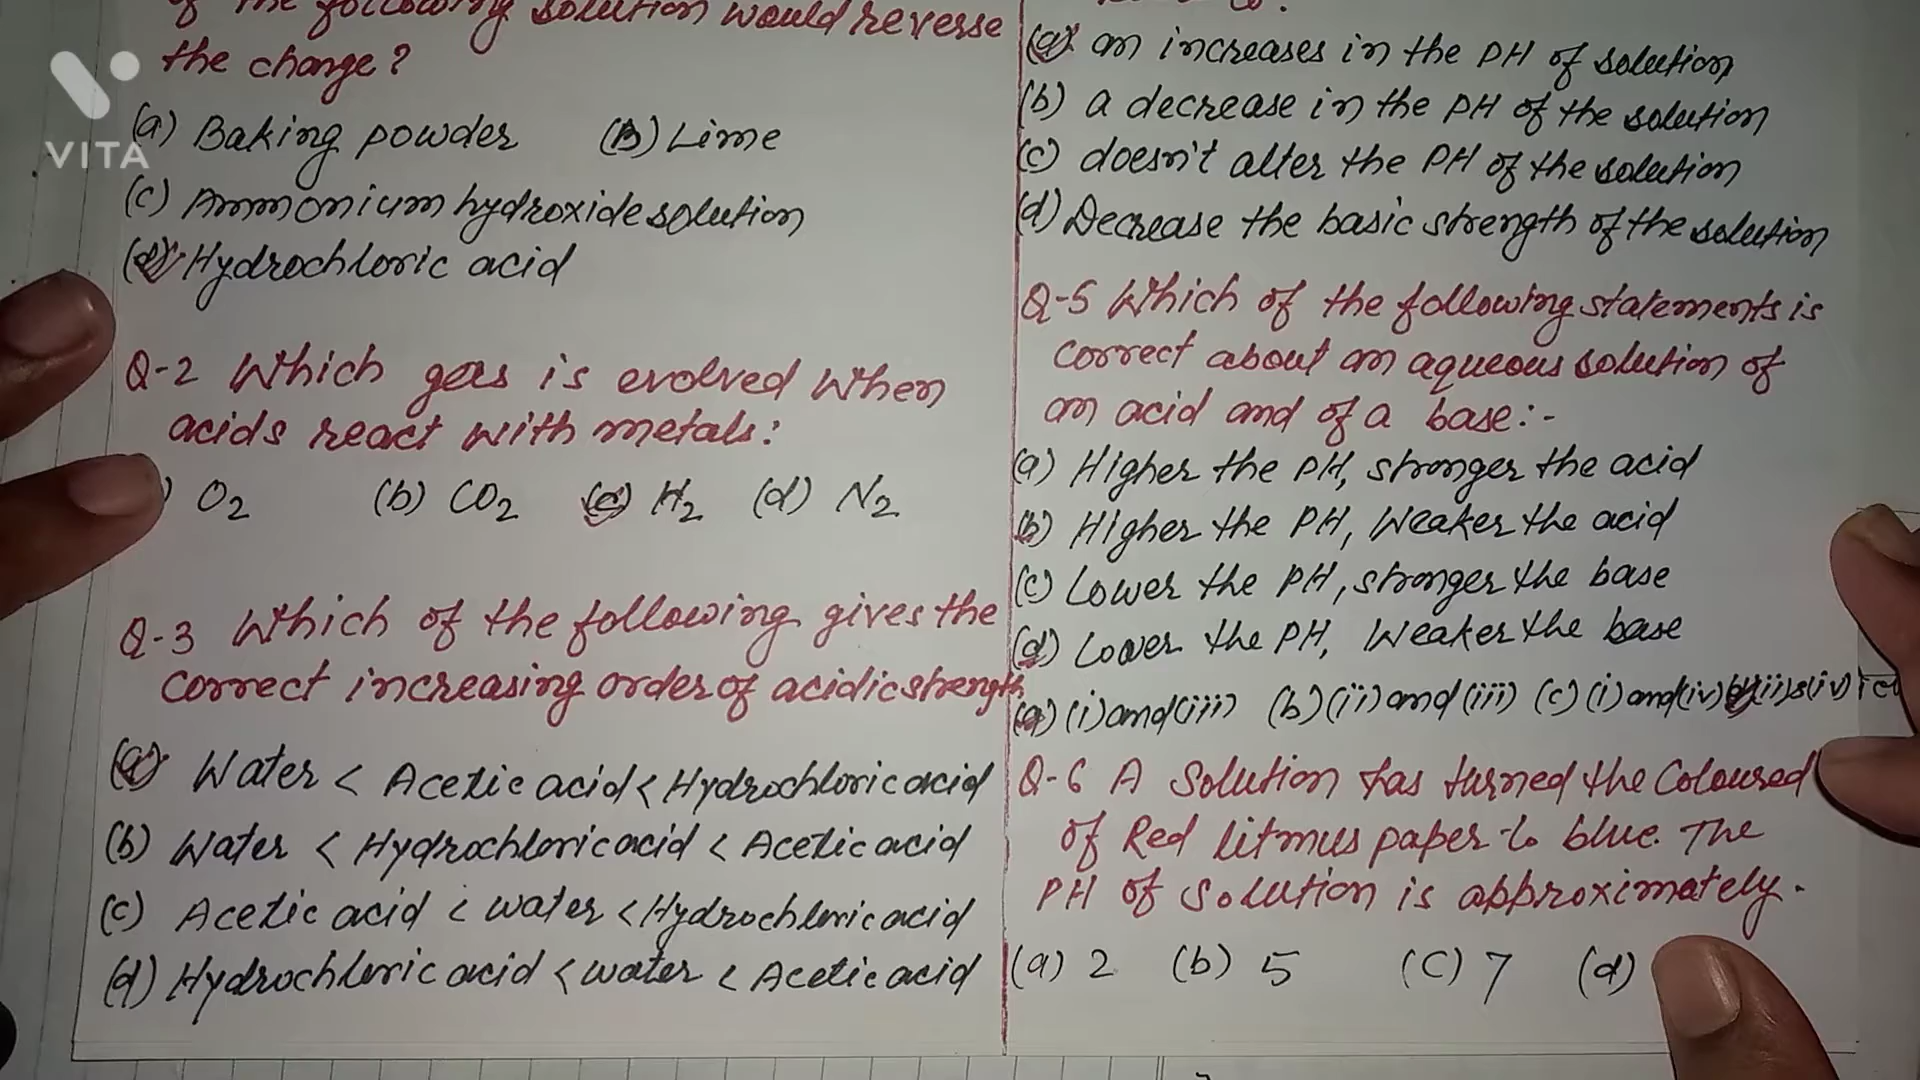 of the following solution would reverse
the change?
(a) Baking powder (B) Lime
(c) Ammonium hydroxide solution
(d) Hydrochloric acid
Q-2 Which gas is evolved when
acids react with metals:
) O2 (b) CO2 (c) H2 (d) N2
Q-3 Which of the following gives the
correct increasing order of acidic strength
(a) Water < Acetic acid < Hydrochloric acid
(b) Water < Hydrochloric acid < Acetic acid
(c) Acetic acid < water < Hydrochloric acid
(d) Hydrochloric acid < water < Acetic acid
(a) an increases in the PH of solution
(b) a decrease in the PH of the solution
(c) doesn't alter the PH of the solution
(d) Decrease the basic strength of the solution
Q-5 Which of the following statements is
correct about an aqueous solution of
an acid and of a base:-
(a) Higher the PH, stronger the acid
(b) Higher the PH, Weaker the acid
(c) Lower the PH, stronger the base
(d) Lower the PH, Weaker the base
(a) (i) and (iii) (b) (ii) and (iii) (c) (i) and (iv) (d) (ii) & (iv)
Q-6 A Solution has turned the Coloured
of Red litmus paper to blue. The
PH of solution is approximately.
(a) 2 (b) 5 (C) 7 (d)
VITA